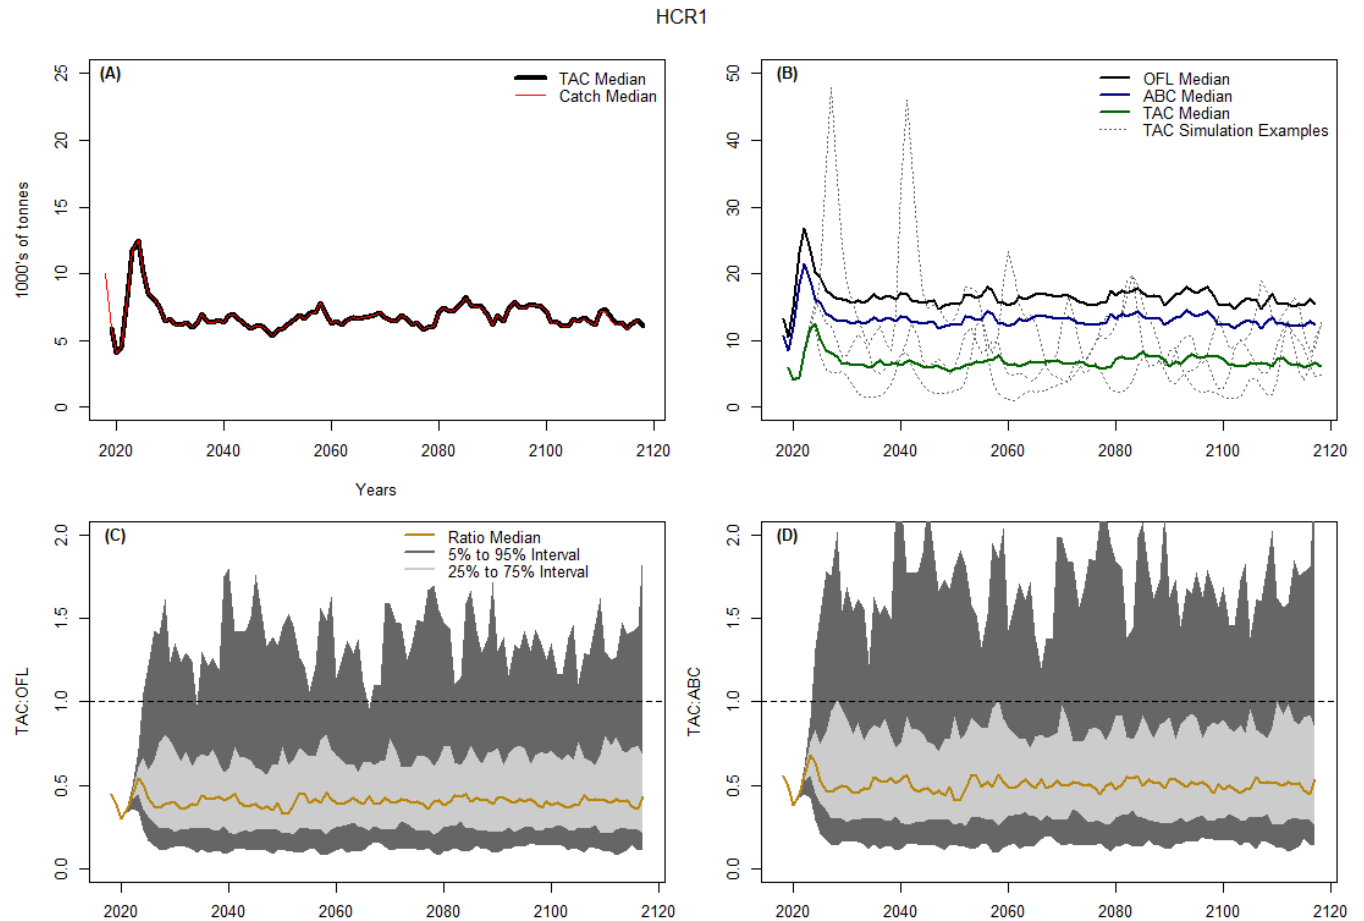 HCR1
(A)
TAC Median
Catch Median
25
20
15
10
5
0
1000's of tonnes
2020 2040 2060 2080 2100 2120
Years
(B)
OFL Median
ABC Median
TAC Median
TAC Simulation Examples
50
40
30
20
10
0
2020 2040 2060 2080 2100 2120
(C)
Ratio Median
5% to 95% Interval
25% to 75% Interval
2.0
1.5
1.0
0.5
0.0
TAC:OFL
2020 2040 2060 2080 2100 2120
(D)
2.0
1.5
1.0
0.5
0.0
TAC:ABC
2020 2040 2060 2080 2100 2120